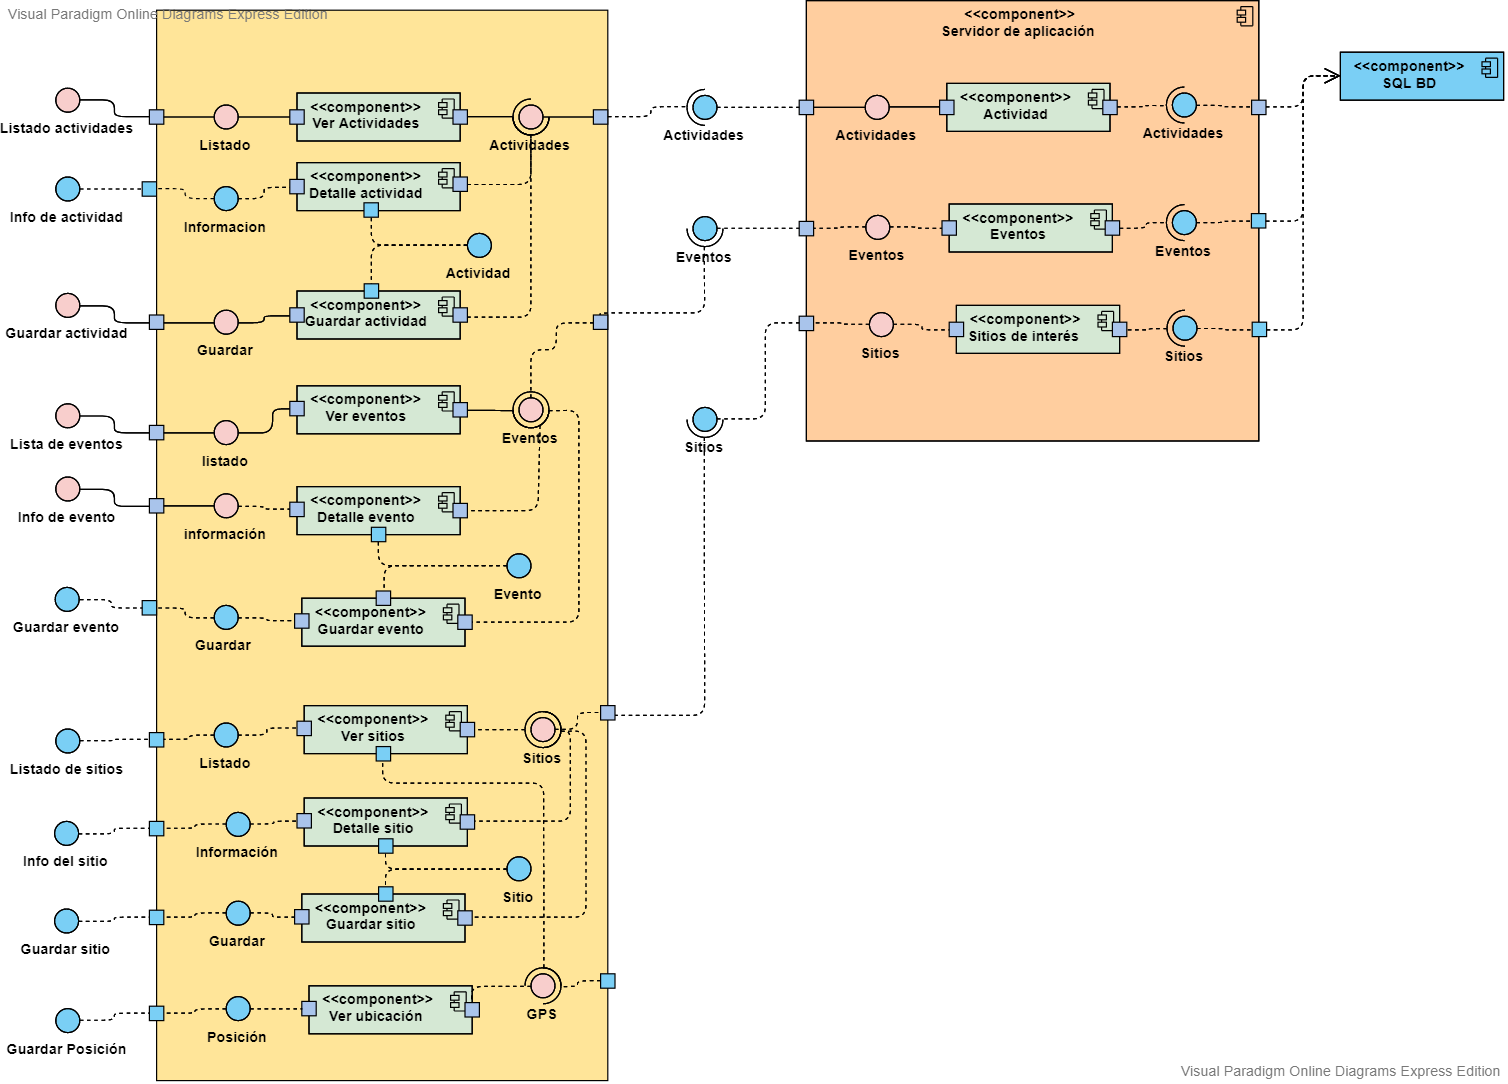 Visual Paradigm Online Diagrams Express Edition
<<component>>
Servidor de aplicación
<<component>>
SQL BD
Listado actividades
Listado
<<component>>
Ver Actividades
Actividades
Actividades
Actividades
<<component>>
Actividad
Actividades
Info de actividad
Informacion
<<component>>
Detalle actividad
Actividad
Eventos
Eventos
<<component>>
Eventos
Eventos
Guardar actividad
Guardar
<<component>>
Guardar actividad
Sitios
<<component>>
Sitios de interés
Sitios
Lista de eventos
listado
<<component>>
Ver eventos
Eventos
Sitios
Info de evento
información
<<component>>
Detalle evento
Evento
Guardar evento
Guardar
<<component>>
Guardar evento
Listado de sitios
Listado
<<component>>
Ver sitios
Sitios
Info del sitio
Información
<<component>>
Detalle sitio
Sitio
Guardar sitio
Guardar
<<component>>
Guardar sitio
Guardar Posición
Posición
<<component>>
Ver ubicación
GPS
Visual Paradigm Online Diagrams Express Edition